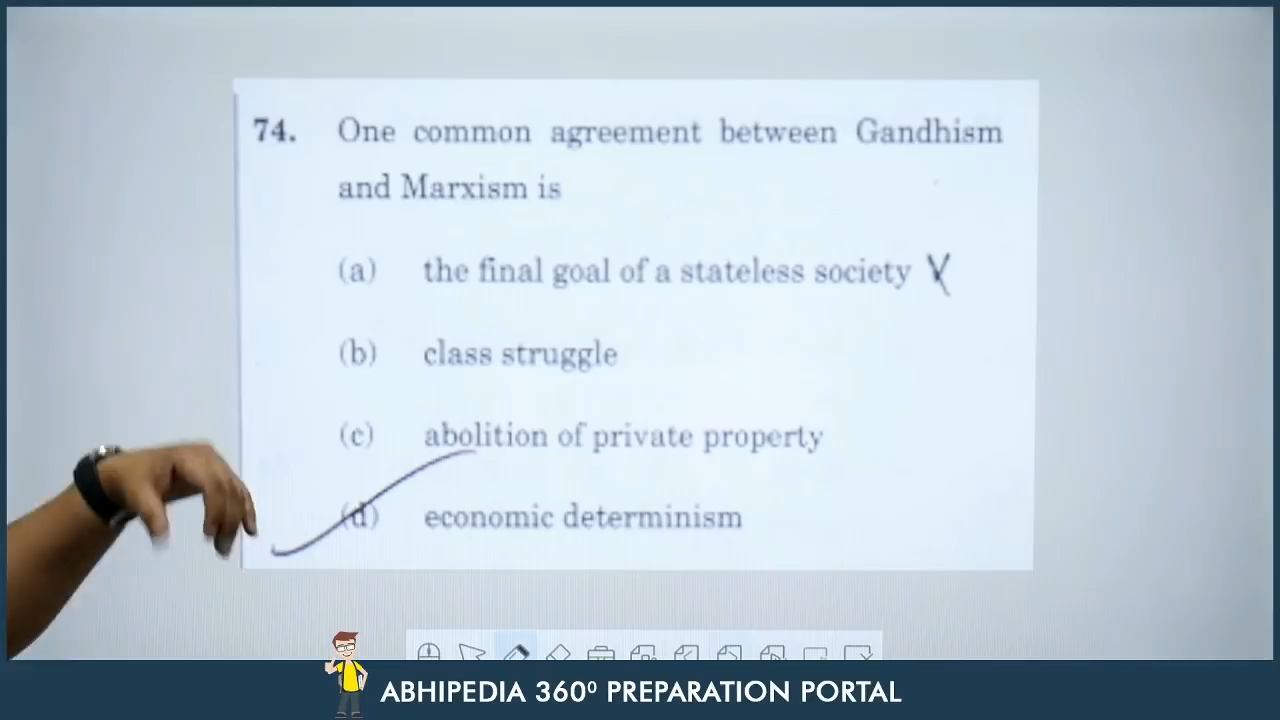 74. One common agreement between Gandhism
and Marxism is
(a) the final goal of a stateless society
(b) class struggle
(c) abolition of private property
(d) economic determinism
ABHIPEDIA 360⁰ PREPARATION PORTAL